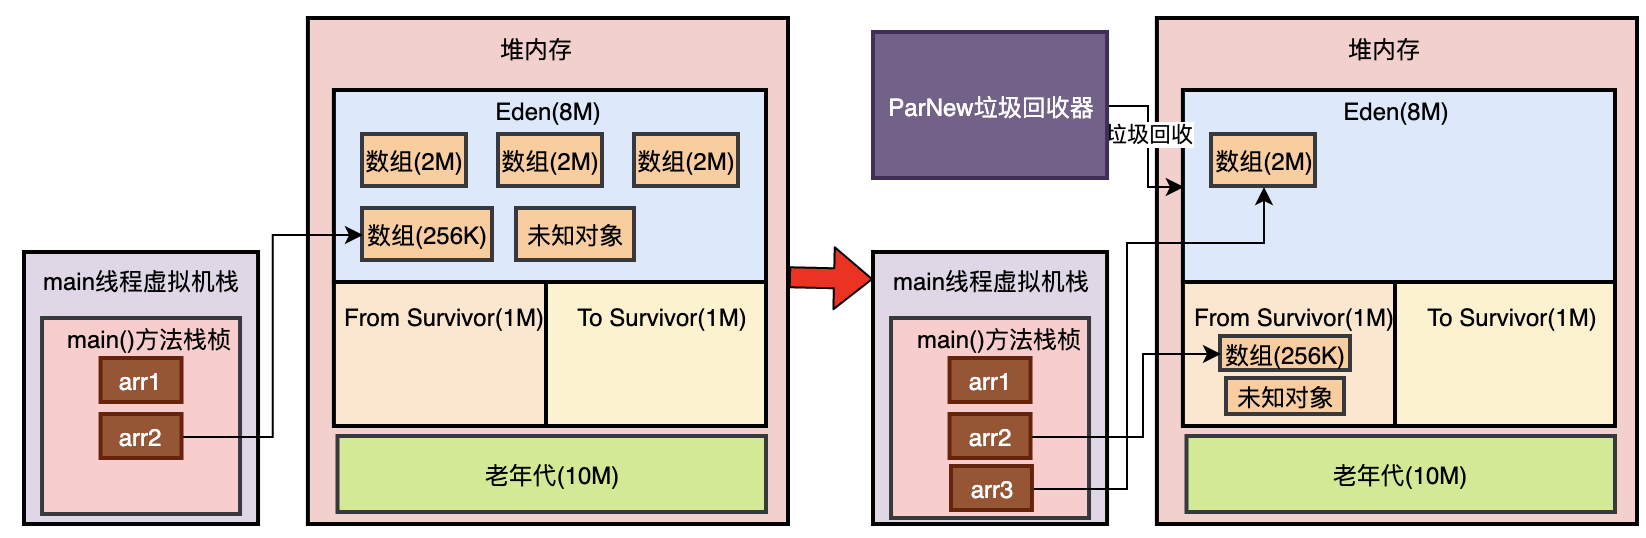 堆内存
Eden(8M)
数组(2M)
数组(2M)
数组(2M)
数组(256K)
未知对象
main线程虚拟机栈
main()方法栈桢
arr1
arr2
From Survivor(1M)
To Survivor(1M)
老年代(10M)
ParNew垃圾回收器
垃圾回收
堆内存
Eden(8M)
数组(2M)
main线程虚拟机栈
main()方法栈桢
arr1
arr2
arr3
From Survivor(1M)
数组(256K)
未知对象
To Survivor(1M)
老年代(10M)